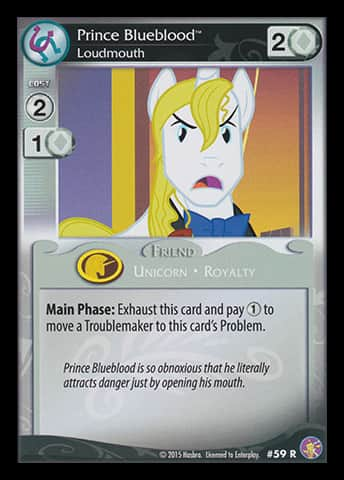 Prince Blueblood™
Loudmouth
2
COST
2
1
FRIEND
UNICORN • ROYALTY
Main Phase: Exhaust this card and pay 1 to
move a Troublemaker to this card's Problem.
Prince Blueblood is so obnoxious that he literally
attracts danger just by opening his mouth.
© 2015 Hasbro. Licensed to Enterplay. #59 R